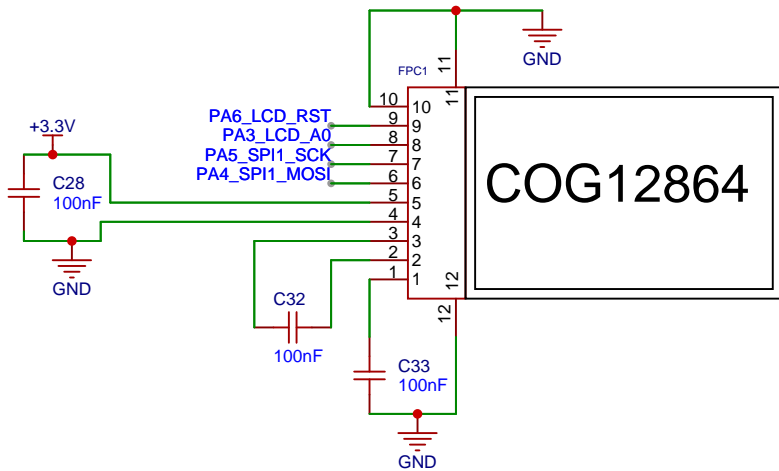 GND
FPC1
11
11
10
10
PA6_LCD_RST
9
9
PA3_LCD_A0
8
8
+3.3V
PA5_SPI1_SCK
7
7
PA4_SPI1_MOSI
6
6
C28
100nF
5
5
COG12864
4
4
3
3
2
2
1
1
GND
12
12
C32
100nF
C33
100nF
GND